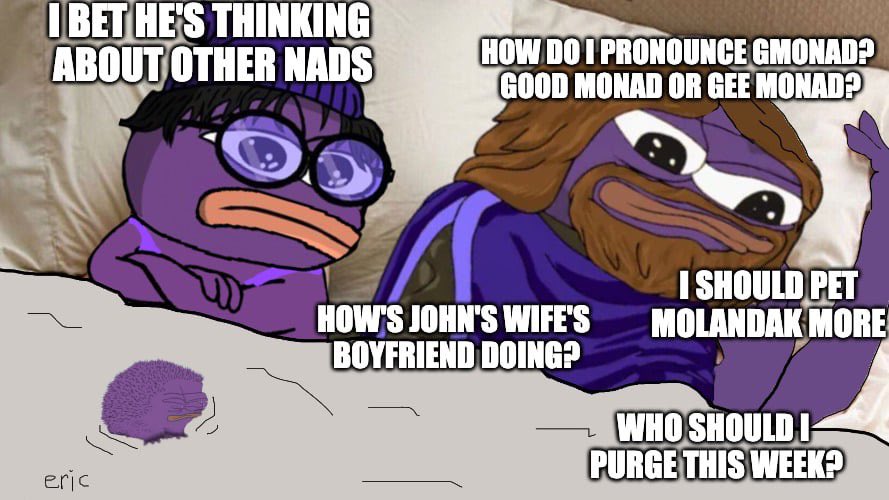 I BET HE'S THINKING
ABOUT OTHER NADS
HOW DO I PRONOUNCE GMONAD?
GOOD MONAD OR GEE MONAD?
I SHOULD PET
MOLANDAK MORE
HOW'S JOHN'S WIFE'S
BOYFRIEND DOING?
WHO SHOULD I
PURGE THIS WEEK?
eric